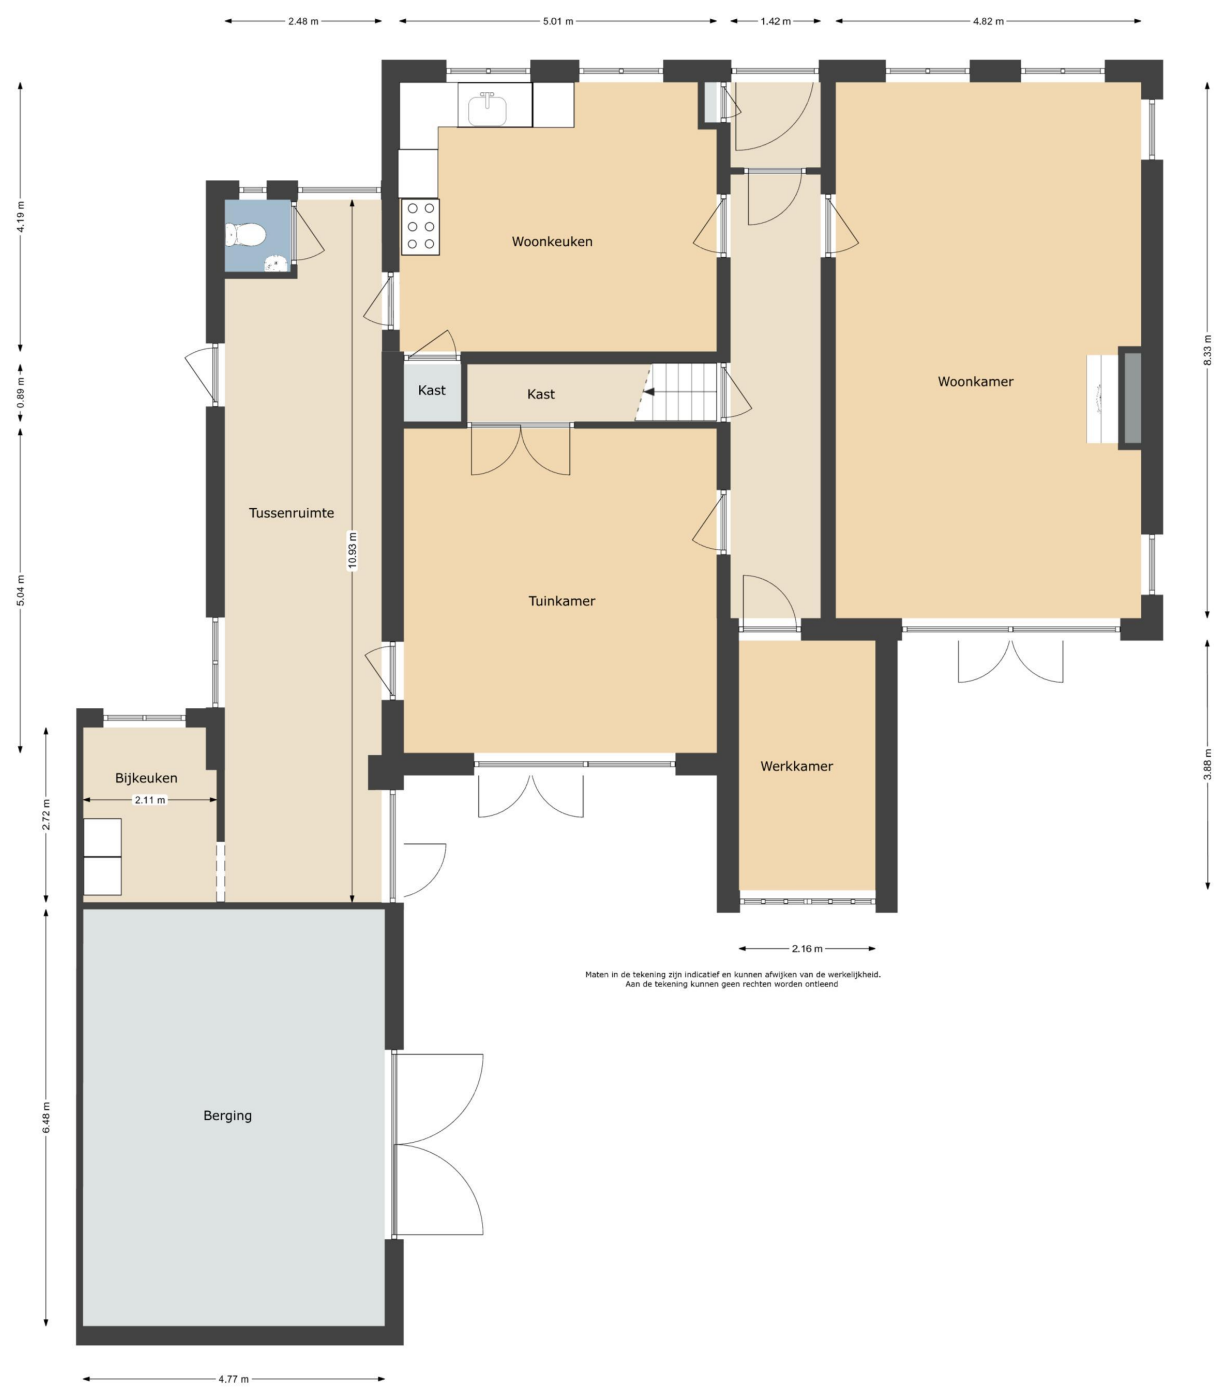 2.48 m
5.01 m
1.42 m
4.82 m
4.19 m
Woonkeuken
8.33 m
Woonkamer
0.89 m
Kast
Kast
Tussenruimte
10.93 m
5.04 m
Tuinkamer
Werkkamer
3.88 m
Bijkeuken
2.11 m
2.72 m
2.16 m
Maten in de tekening zijn indicatief en kunnen afwijken van de werkelijkheid.
Aan de tekening kunnen geen rechten worden ontleend
Berging
6.48 m
4.77 m